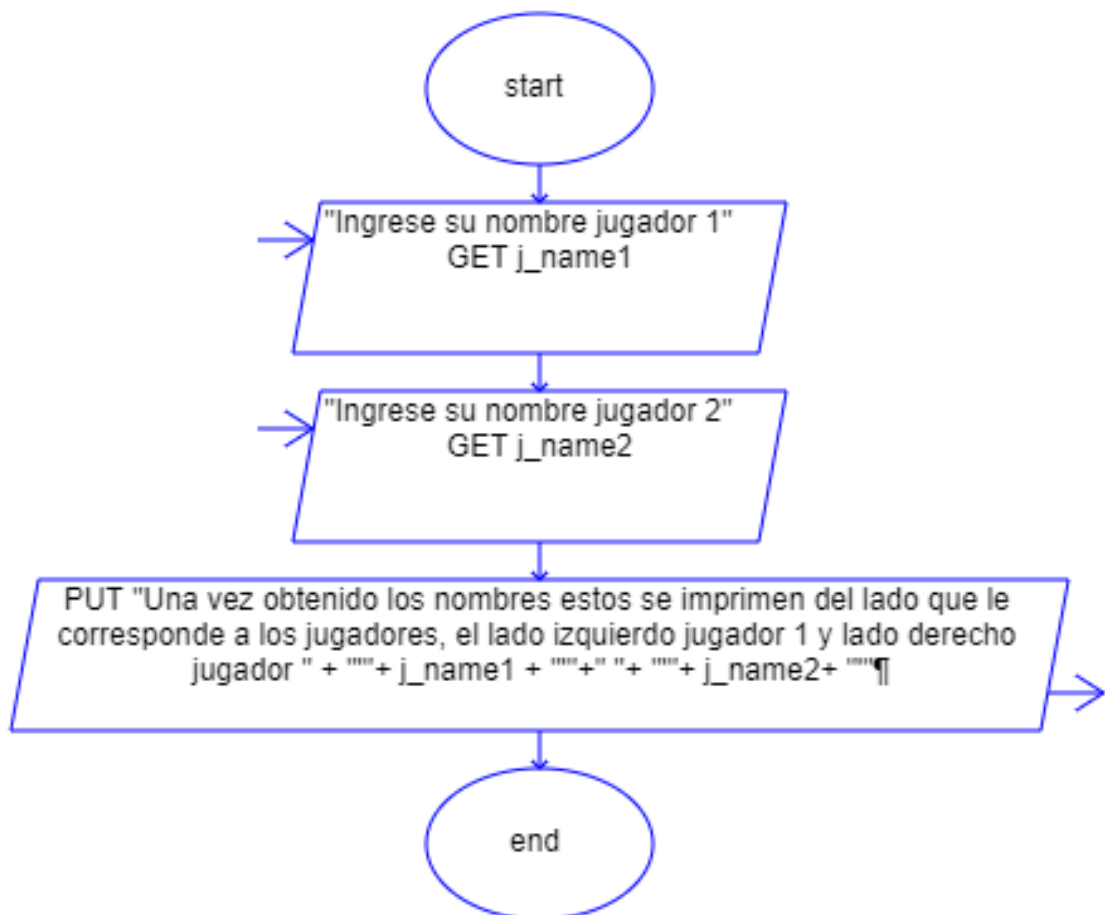 start
"Ingrese su nombre jugador 1"
GET j_name1
"Ingrese su nombre jugador 2"
GET j_name2
PUT "Una vez obtenido los nombres estos se imprimen del lado que le
corresponde a los jugadores, el lado izquierdo jugador 1 y lado derecho
jugador " + """+ j_name1 + """+" "+ """+ j_name2+ """¶
end